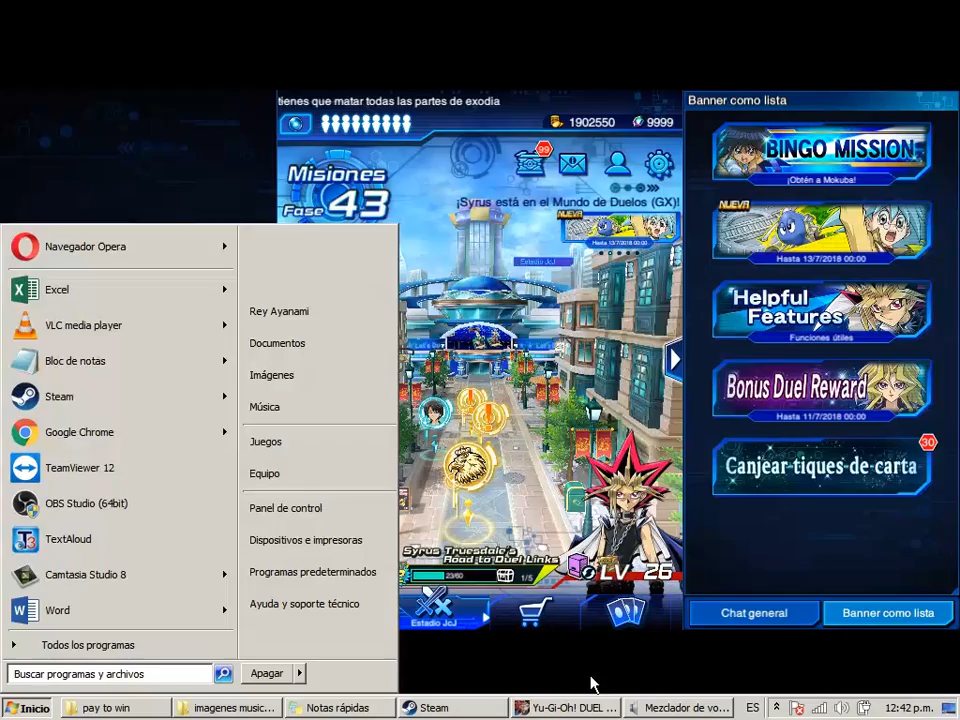 tienes que matar todas las partes de exodia
1902550
9999
Misiones
Fase 43
99
¡Syrus está en el Mundo de Duelos (GX)!
NUEVA
Hasta 13/7/2018 00:00
Estadio JcJ
Syrus Truesdale's
Road to Duel Links
23/60
1/5
LV 26
Estadio JcJ
Banner como lista
BINGO MISSION
¡Obtén a Mokuba!
NUEVA
Hasta 13/7/2018 00:00
Helpful
Features
Funciones útiles
Bonus Duel Reward
Hasta 11/7/2018 00:00
30
Canjear tiques de carta
Chat general
Banner como lista
Navegador Opera
Excel
VLC media player
Bloc de notas
Steam
Google Chrome
TeamViewer 12
OBS Studio (64bit)
TextAloud
Camtasia Studio 8
Word
Todos los programas
Buscar programas y archivos
Rey Ayanami
Documentos
Imágenes
Música
Juegos
Equipo
Panel de control
Dispositivos e impresoras
Programas predeterminados
Ayuda y soporte técnico
Apagar
Inicio
pay to win
imagenes music...
Notas rápidas
Steam
Yu-Gi-Oh! DUEL ...
Mezclador de vo...
ES
12:42 p.m.